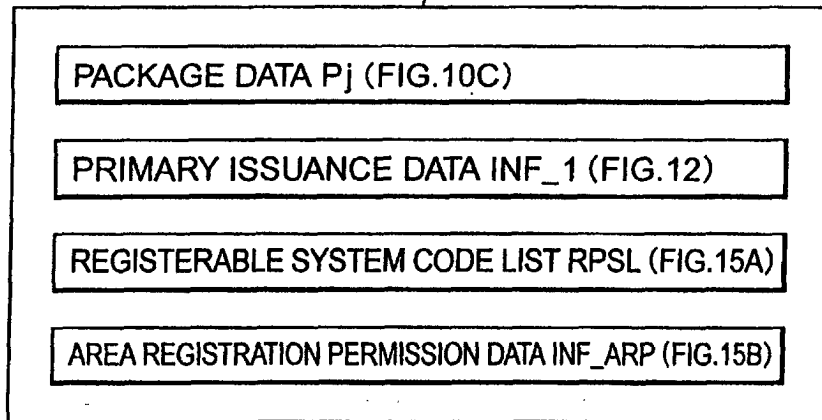 PACKAGE DATA Pj (FIG.10C)
PRIMARY ISSUANCE DATA INF_1 (FIG.12)
REGISTERABLE SYSTEM CODE LIST RPSL (FIG.15A)
AREA REGISTRATION PERMISSION DATA INF_ARP (FIG.15B)